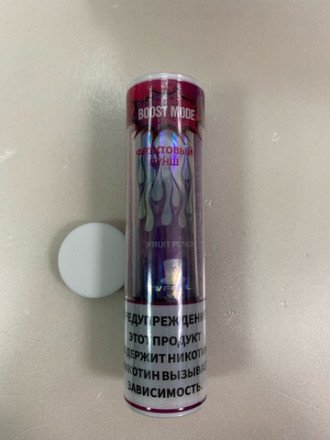 BOOST MODE
ФРУКТОВЫЙ
ПУНШ
FRUIT PUNCH
ПРЕДУПРЕЖДЕНИЕ
ЭТОТ ПРОДУКТ
СОДЕРЖИТ НИКОТИН
НИКОТИН ВЫЗЫВАЕТ
ЗАВИСИМОСТЬ.